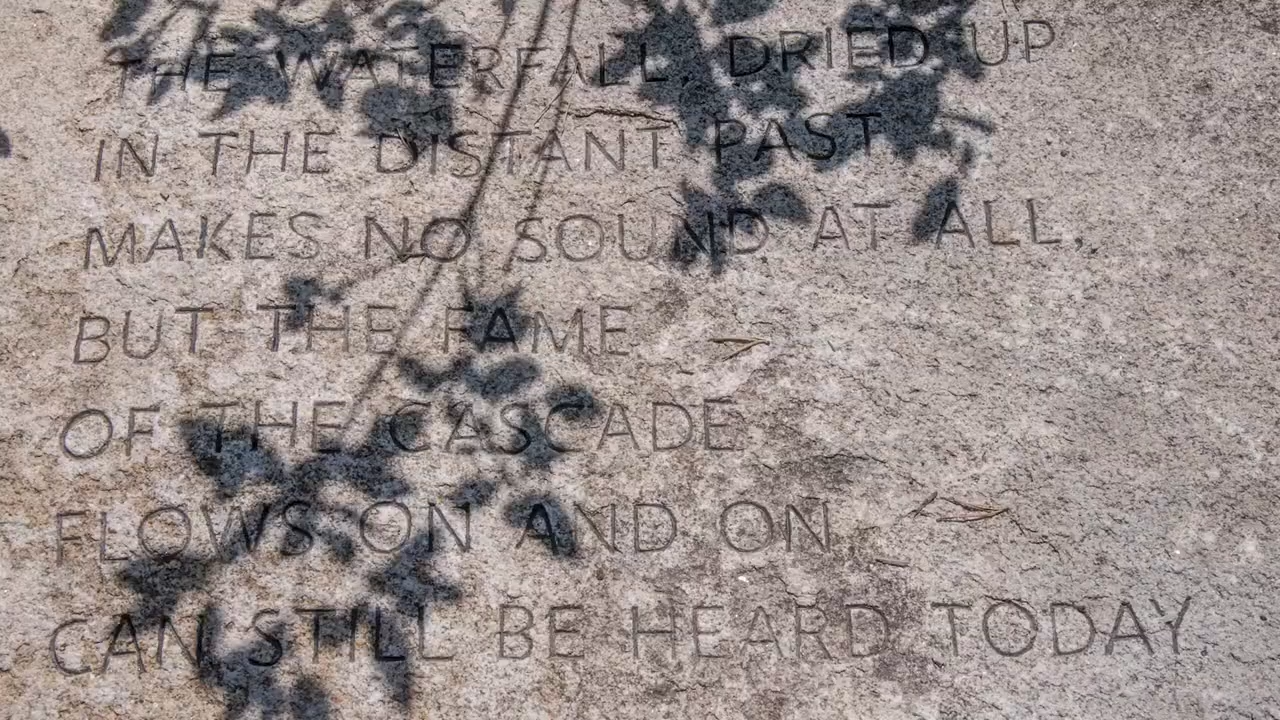 THE WATERFALL DRIED UP
IN THE DISTANT PAST
MAKES NO SOUND AT ALL,
BUT THE FAME
OF THE CASCADE
FLOWS ON AND ON
CAN STILL BE HEARD TODAY